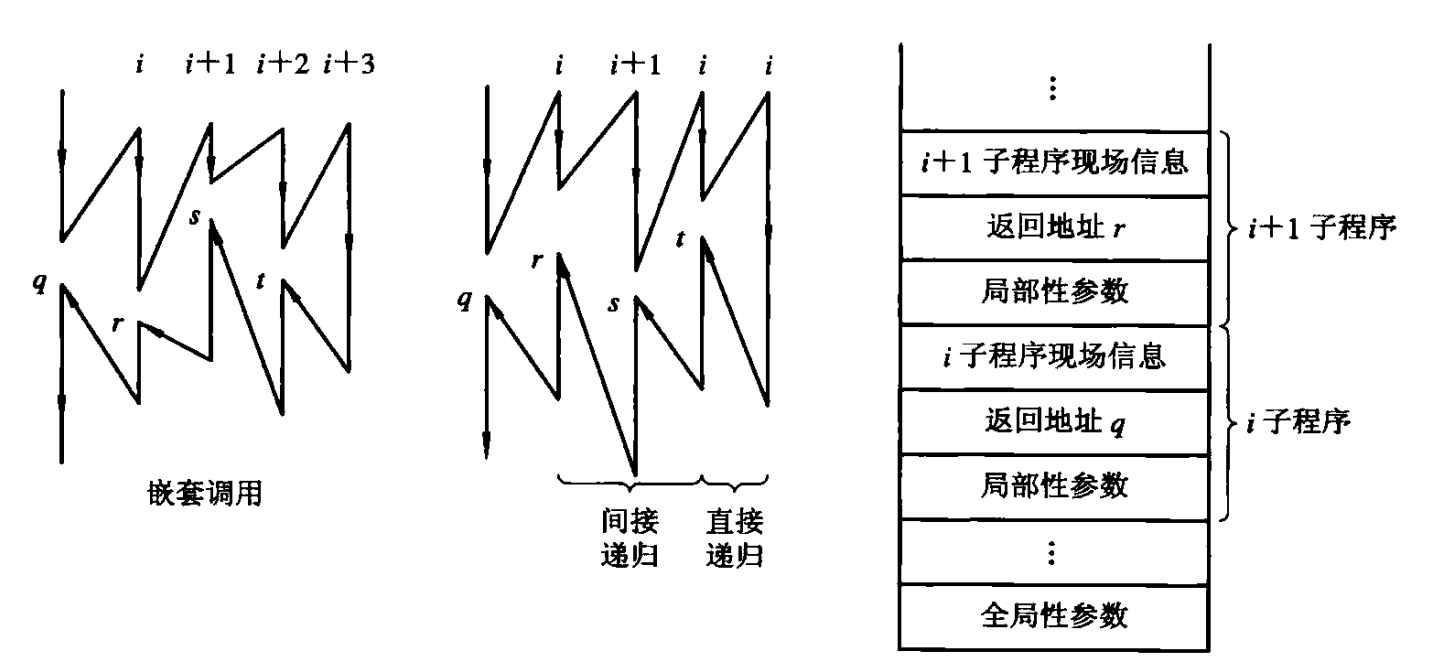 i i+1 i+2 i+3
s
q
t
r
嵌套调用
i i+1 i i
t
r
q
s
间接
递归
直接
递归
⋮
i+1 子程序现场信息
返回地址 r
局部性参数
i+1 子程序
i 子程序现场信息
返回地址 q
局部性参数
i 子程序
⋮
全局性参数